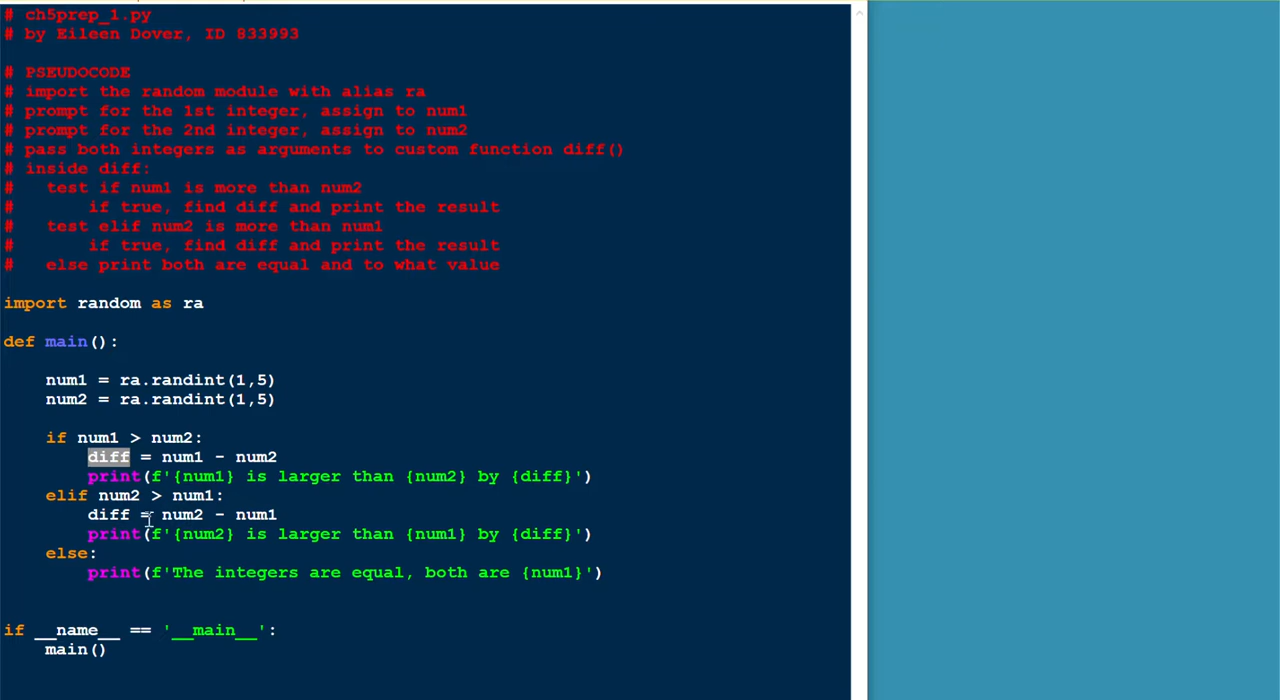 # ch5prep_1.py
# by Eileen Dover, ID 833993
# PSEUDOCODE
# import the random module with alias ra
# prompt for the 1st integer, assign to num1
# prompt for the 2nd integer, assign to num2
# pass both integers as arguments to custom function diff()
# inside diff:
#   test if num1 is more than num2
#       if true, find diff and print the result
#   test elif num2 is more than num1
#       if true, find diff and print the result
#   else print both are equal and to what value
import random as ra
def main():
    num1 = ra.randint(1,5)
    num2 = ra.randint(1,5)
    if num1 > num2:
        diff = num1 - num2
        print(f'{num1} is larger than {num2} by {diff}')
    elif num2 > num1:
        diff = num2 - num1
        print(f'{num2} is larger than {num1} by {diff}')
    else:
        print(f'The integers are equal, both are {num1}')
if __name__ == '__main__':
    main()